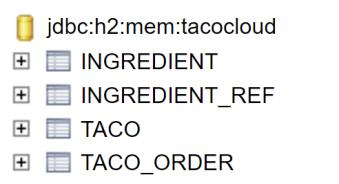 jdbc:h2:mem:tacocloud
INGREDIENT
INGREDIENT_REF
TACO
TACO_ORDER